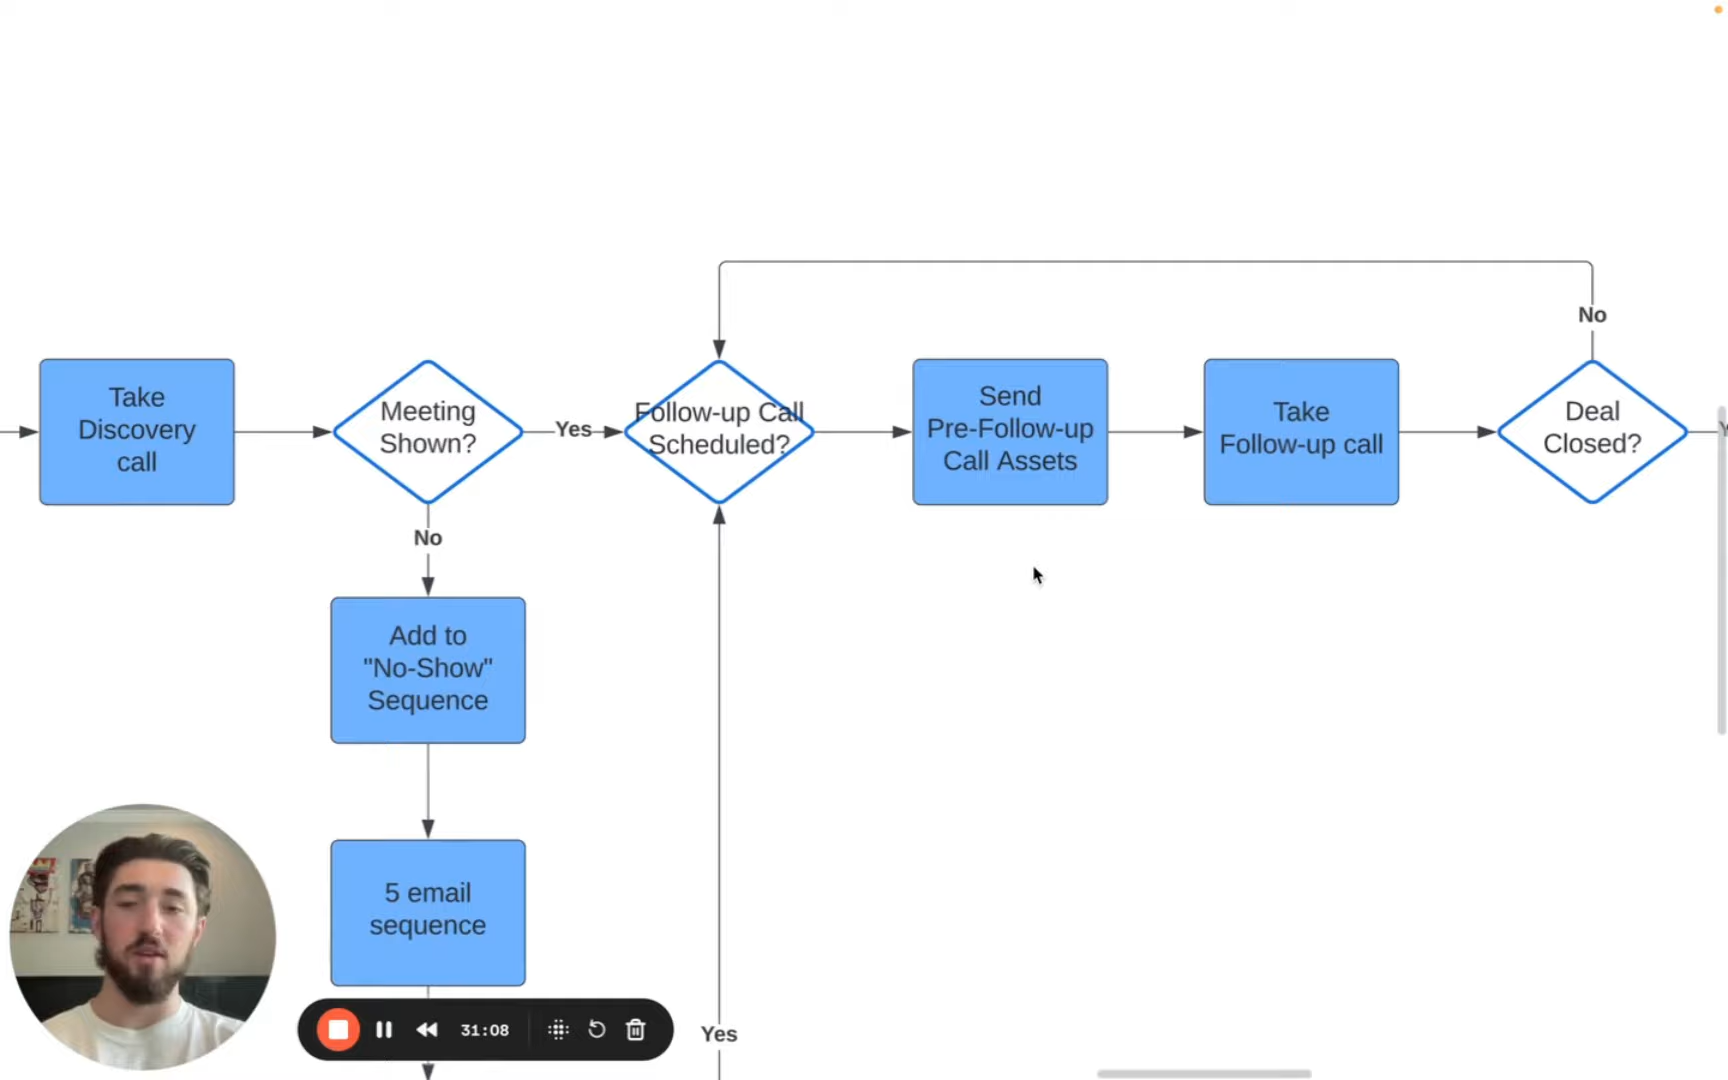 No
Take
Discovery
call
Meeting
Shown?
Yes
Follow-up Call
Scheduled?
Send
Pre-Follow-up
Call Assets
Take
Follow-up call
Deal
Closed?
No
Add to
"No-Show"
Sequence
5 email
sequence
31:08
Yes